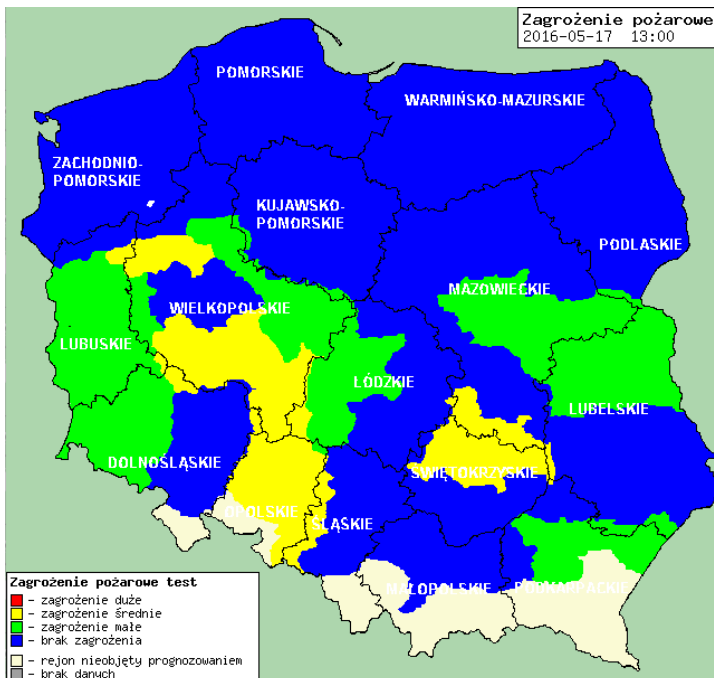 Zagrożenie pożarowe
2016-05-17 13:00
POMORSKIE
WARMIŃSKO-MAZURSKIE
ZACHODNIO-
POMORSKIE
KUJAWSKO-
POMORSKIE
PODLASKIE
MAZOWIECKIE
WIELKOPOLSKIE
LUBUSKIE
ŁÓDZKIE
LUBELSKIE
DOLNOŚLĄSKIE
ŚWIĘTOKRZYSKIE
OPOLSKIE
ŚLĄSKIE
MAŁOPOLSKIE
PODKARPACKIE
Zagrożenie pożarowe test
- zagrożenie duże
- zagrożenie średnie
- zagrożenie małe
- brak zagrożenia
- rejon nieobjęty prognozowaniem
- brak danych